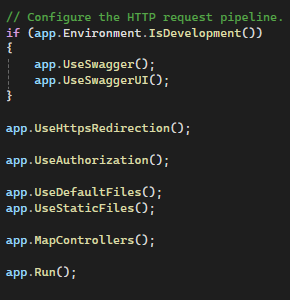 // Configure the HTTP request pipeline.
if (app.Environment.IsDevelopment())
{
    app.UseSwagger();
    app.UseSwaggerUI();
}
app.UseHttpsRedirection();
app.UseAuthorization();
app.UseDefaultFiles();
app.UseStaticFiles();
app.MapControllers();
app.Run();